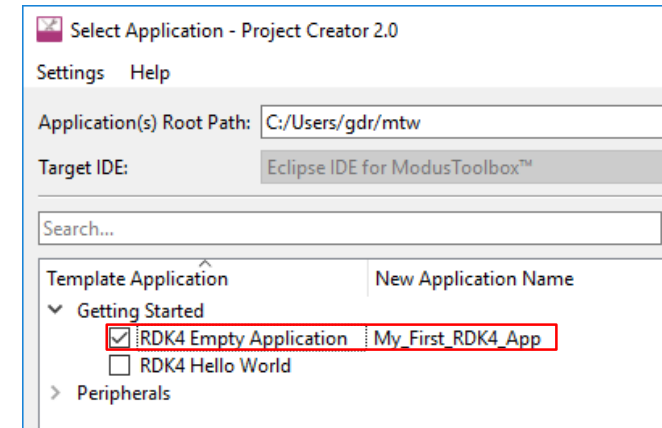 Select Application - Project Creator 2.0
Settings Help
Application(s) Root Path: C:/Users/gdr/mtw
Target IDE: Eclipse IDE for ModusToolbox™
Search...
Template Application New Application Name
Getting Started
RDK4 Empty Application My_First_RDK4_App
RDK4 Hello World
Peripherals